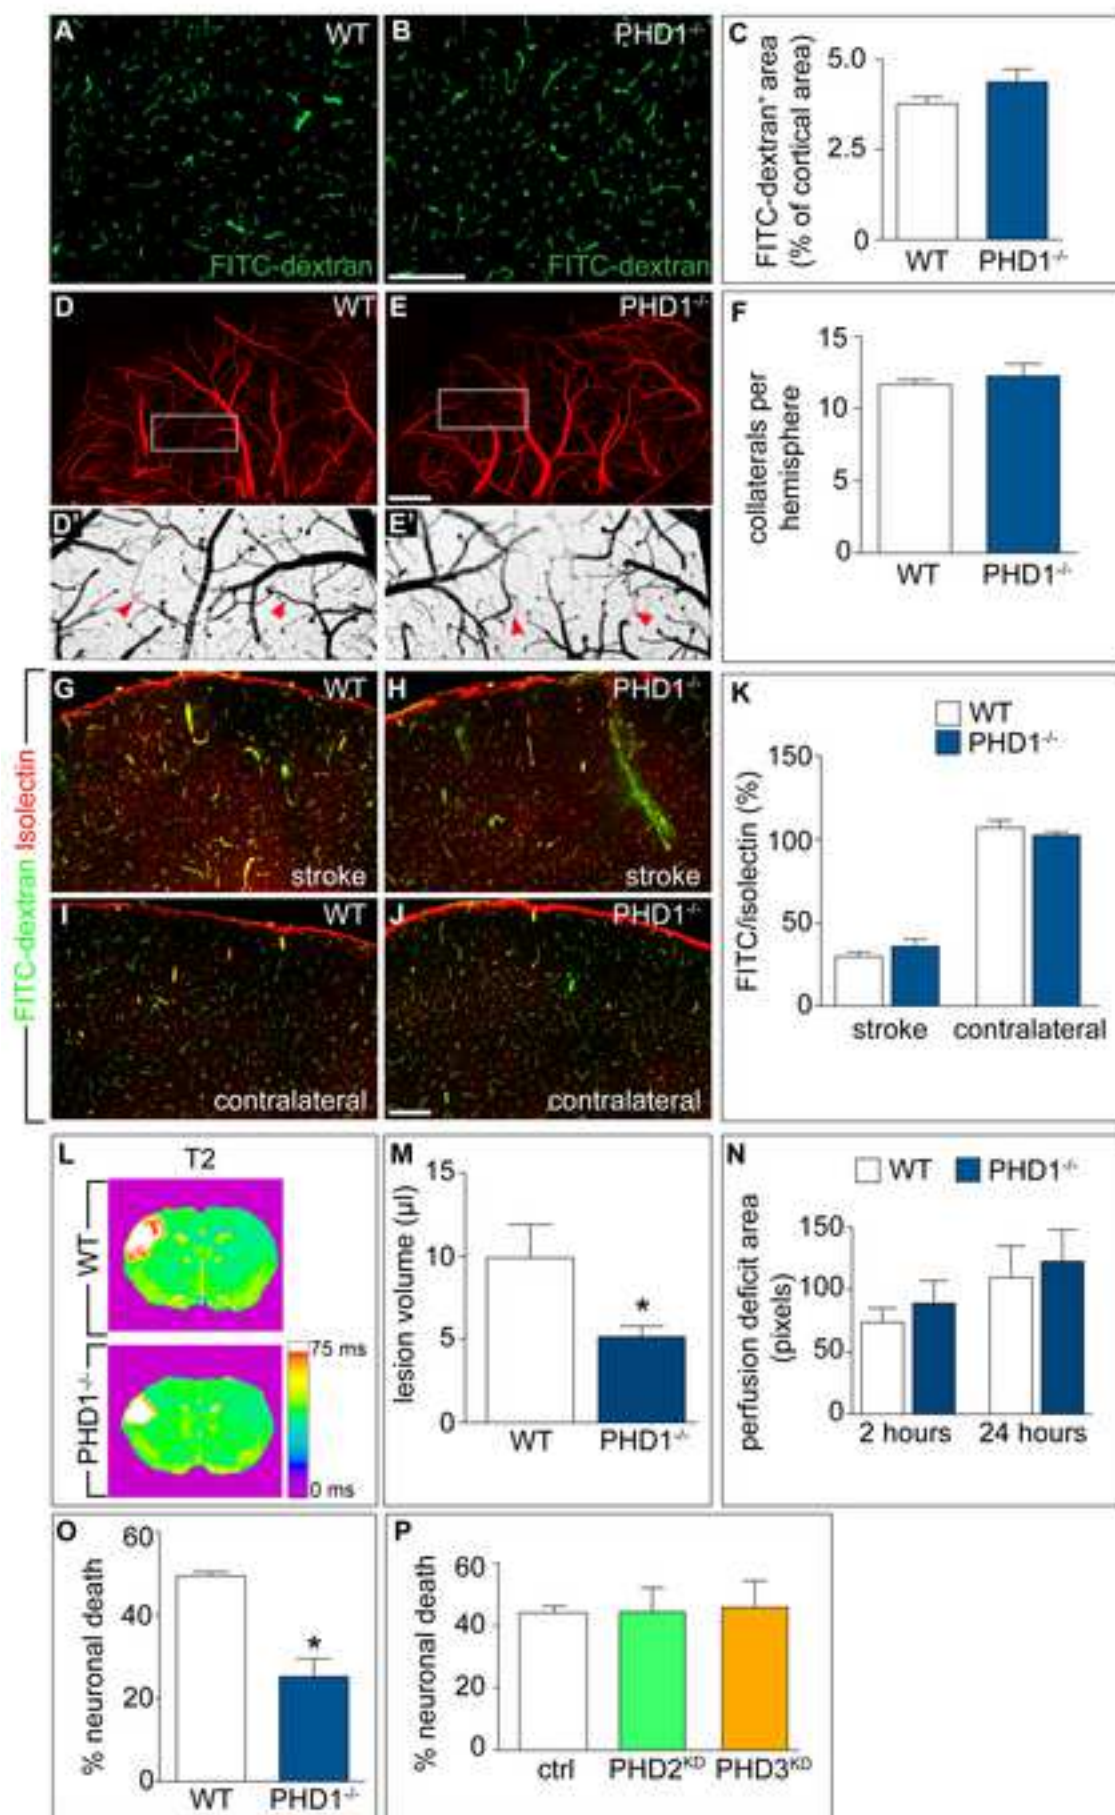 A WT
FITC-dextran
B PHD1⁻/⁻
FITC-dextran
C
FITC-dextran⁺ area
(% of cortical area)
5.0
2.5
0
WT PHD1⁻/⁻
D WT
E PHD1⁻/⁻
D'
E'
F
collaterals per
hemisphere
15
10
5
0
WT PHD1⁻/⁻
FITC-dextran Isolectin
G WT
stroke
H PHD1⁻/⁻
stroke
I WT
contralateral
J PHD1⁻/⁻
contralateral
K
WT
PHD1⁻/⁻
FITC/isolectin (%)
150
100
50
0
stroke contralateral
L T2
WT
PHD1⁻/⁻
75 ms
0 ms
M
lesion volume (µl)
15
10
5
0
*
WT PHD1⁻/⁻
N
WT PHD1⁻/⁻
perfusion deficit area
(pixels)
150
100
50
0
2 hours 24 hours
O
% neuronal death
60
40
20
0
*
WT PHD1⁻/⁻
P
% neuronal death
60
40
20
0
ctrl PHD2ᴷᴰ PHD3ᴷᴰ